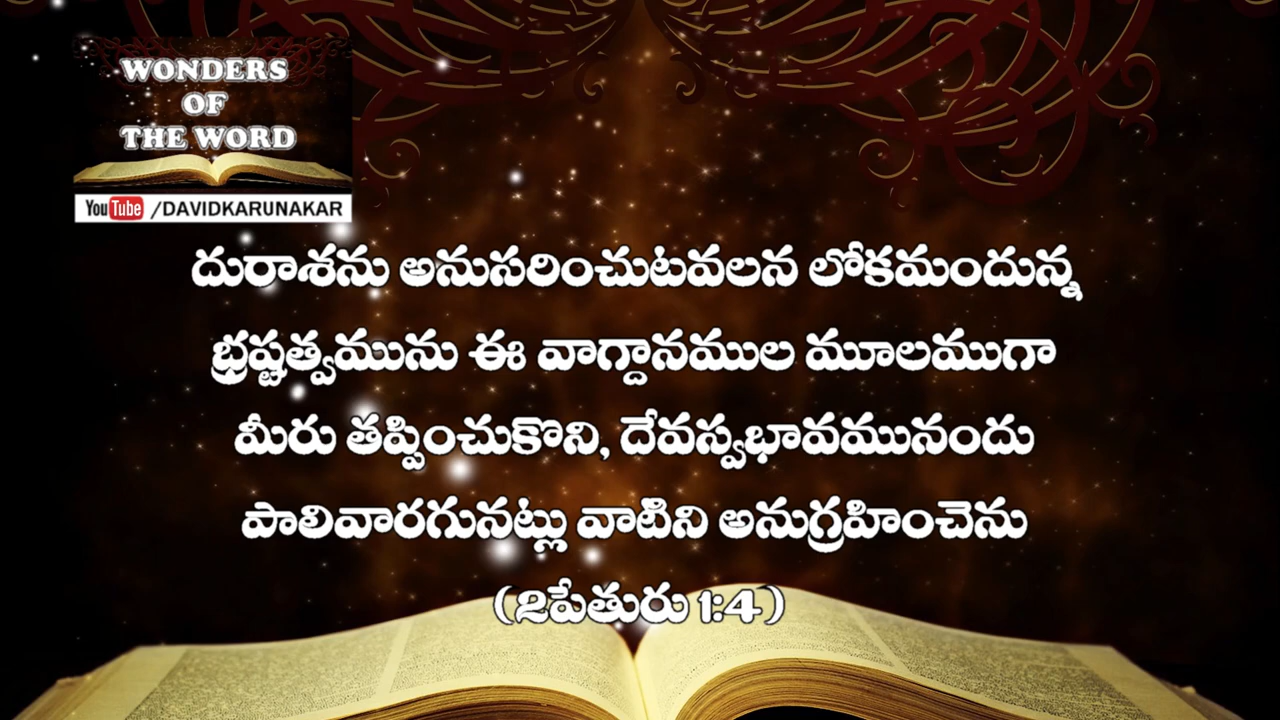 WONDERS
OF
THE WORD
YouTube /DAVIDKARUNAKAR
దురాశను అనుసరించుటవలన లోకమందున్న
భ్రష్టత్వమును ఈ వాగ్దానముల మూలముగా
మీరు తప్పించుకొని, దేవస్వభావమునందు
పాలివారగునట్లు వాటిని అనుగ్రహించెను
(2పేతురు 1:4)